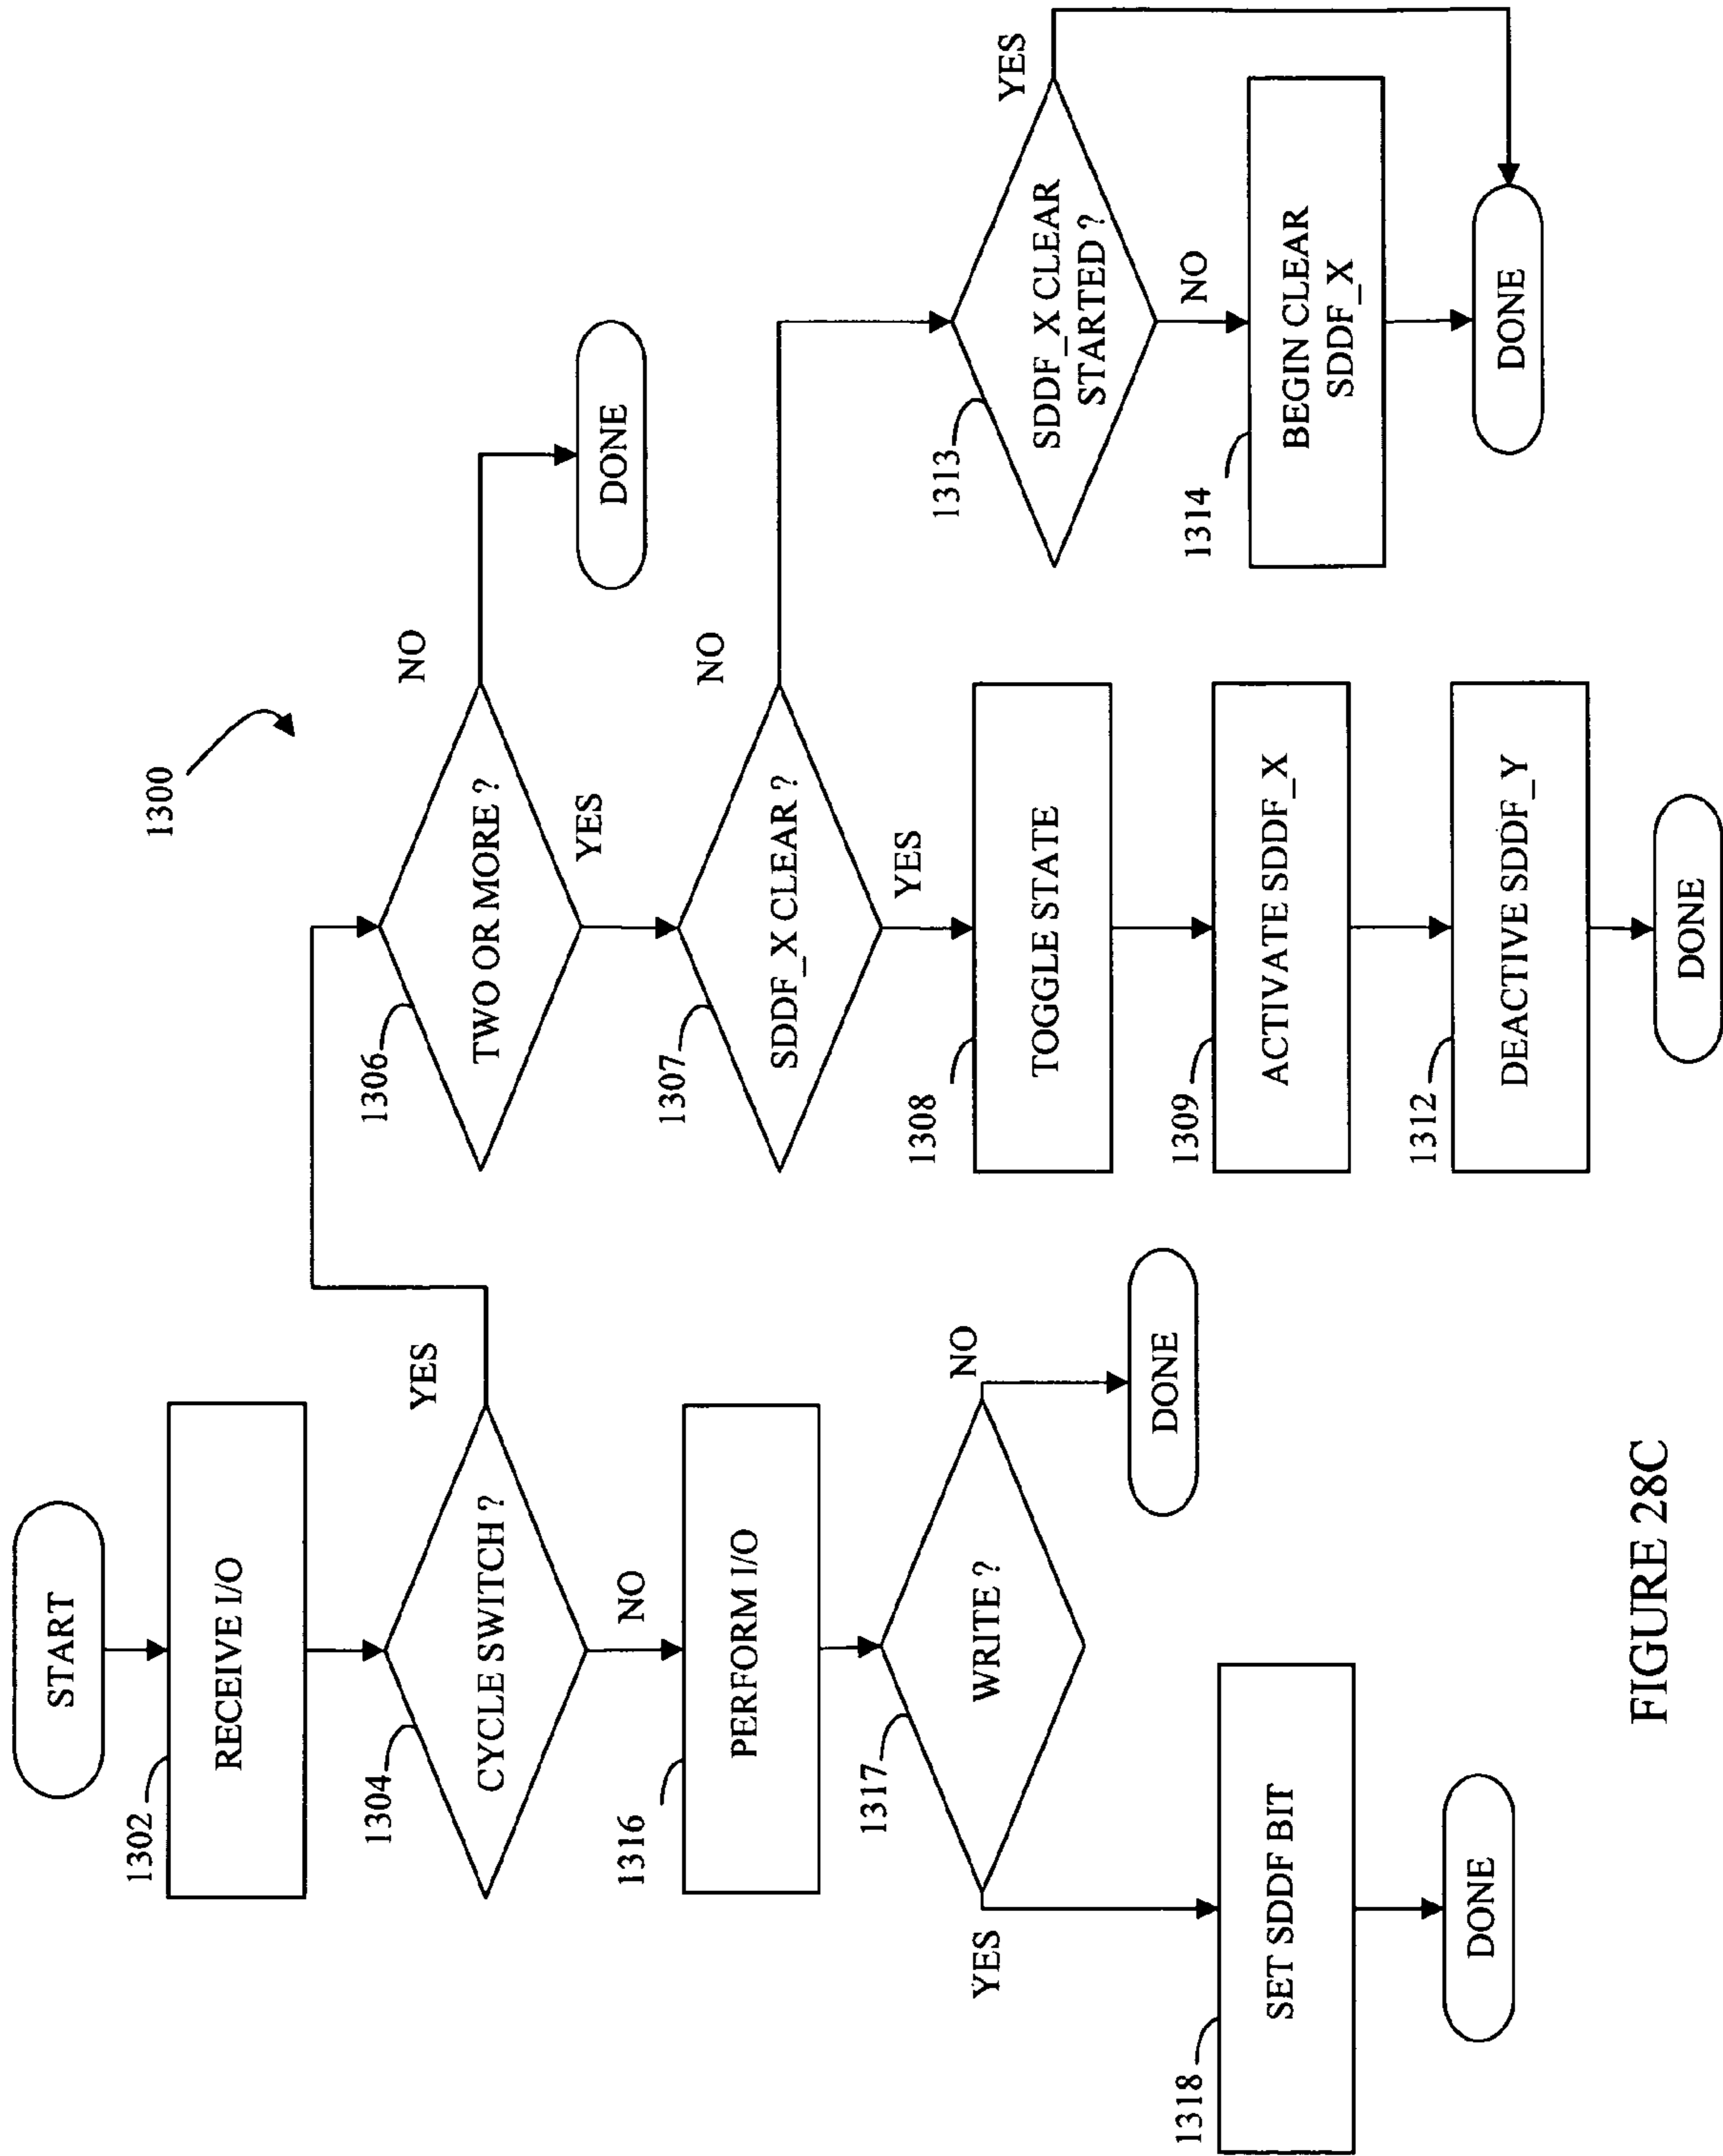 1300
START
1302
RECEIVE I/O
1304
CYCLE SWITCH ?
YES
NO
1316
PERFORM I/O
1317
WRITE ?
NO
DONE
YES
1318
SET SDDF BIT
DONE
1306
TWO OR MORE ?
NO
DONE
YES
1307
SDDF_X CLEAR ?
NO
YES
1308
TOGGLE STATE
1309
ACTIVATE SDDF_X
1312
DEACTIVE SDDF_Y
DONE
1313
SDDF_X CLEAR
STARTED ?
YES
NO
1314
BEGIN CLEAR
SDDF_X
DONE
FIGURE 28C